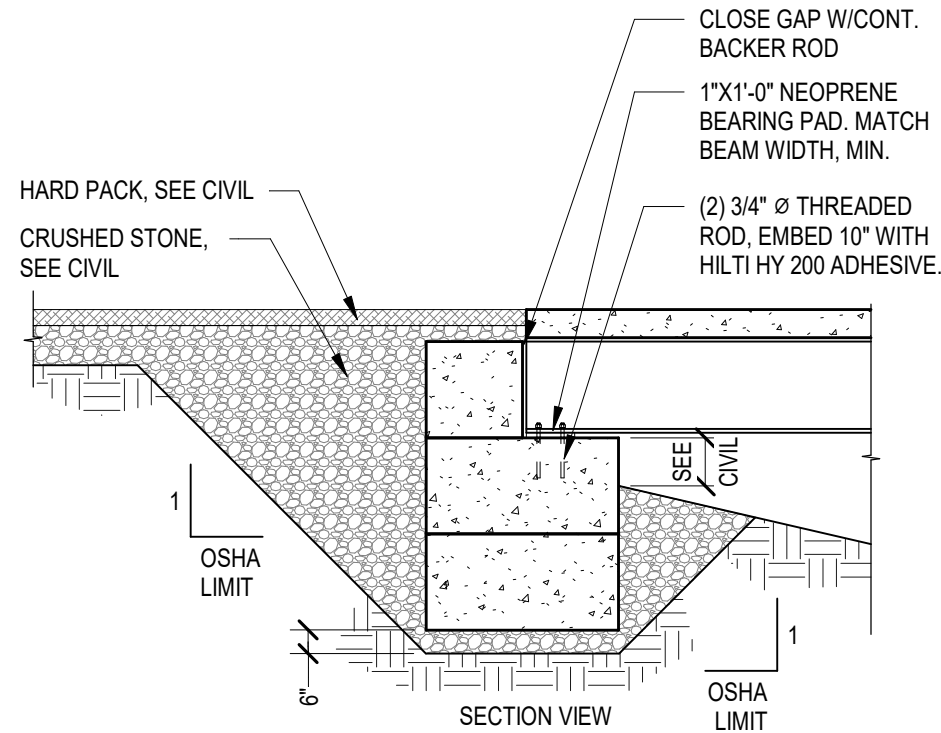 CLOSE GAP W/CONT.
BACKER ROD
1"X1'-0" NEOPRENE
BEARING PAD. MATCH
BEAM WIDTH, MIN.
(2) 3/4" Ø THREADED
ROD, EMBED 10" WITH
HILTI HY 200 ADHESIVE.
HARD PACK, SEE CIVIL
CRUSHED STONE,
SEE CIVIL
SEE
CIVIL
1
OSHA
LIMIT
1
OSHA
LIMIT
6"
SECTION VIEW